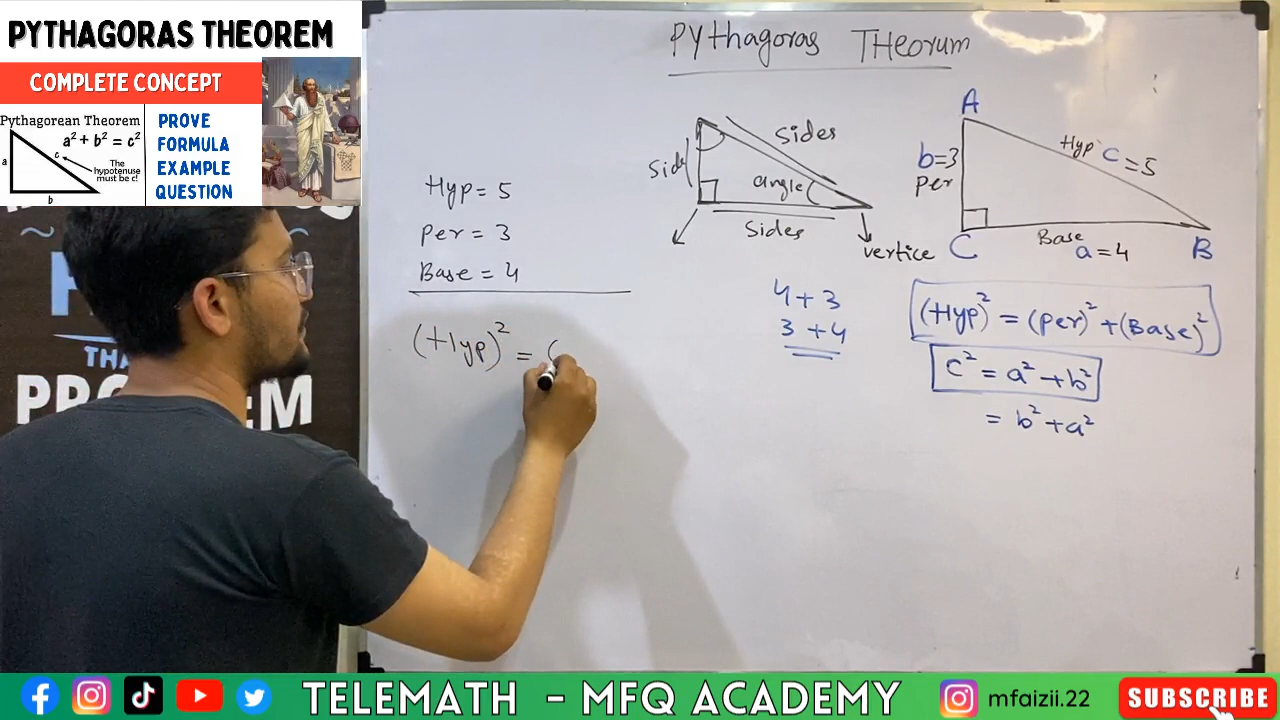 PYTHAGORAS THEOREM
COMPLETE CONCEPT
Pythagorean Theorem
a² + b² = c²
a
c
The hypotenuse
must be c!
b
PROVE
FORMULA
EXAMPLE
QUESTION
Pythagoras THeorum
Side
Sides
angle
Sides
vertice
A
b=3
per
Hyp c = 5
C
Base
a = 4
B
Hyp = 5
Per = 3
Base = 4
(Hyp)² = (
4 + 3
3 + 4
(Hyp)² = (per)² + (Base)²
c² = a² + b²
= b² + a²
THA
TELEMATH - MFQ ACADEMY
mfaizii.22
SUBSCRIBE